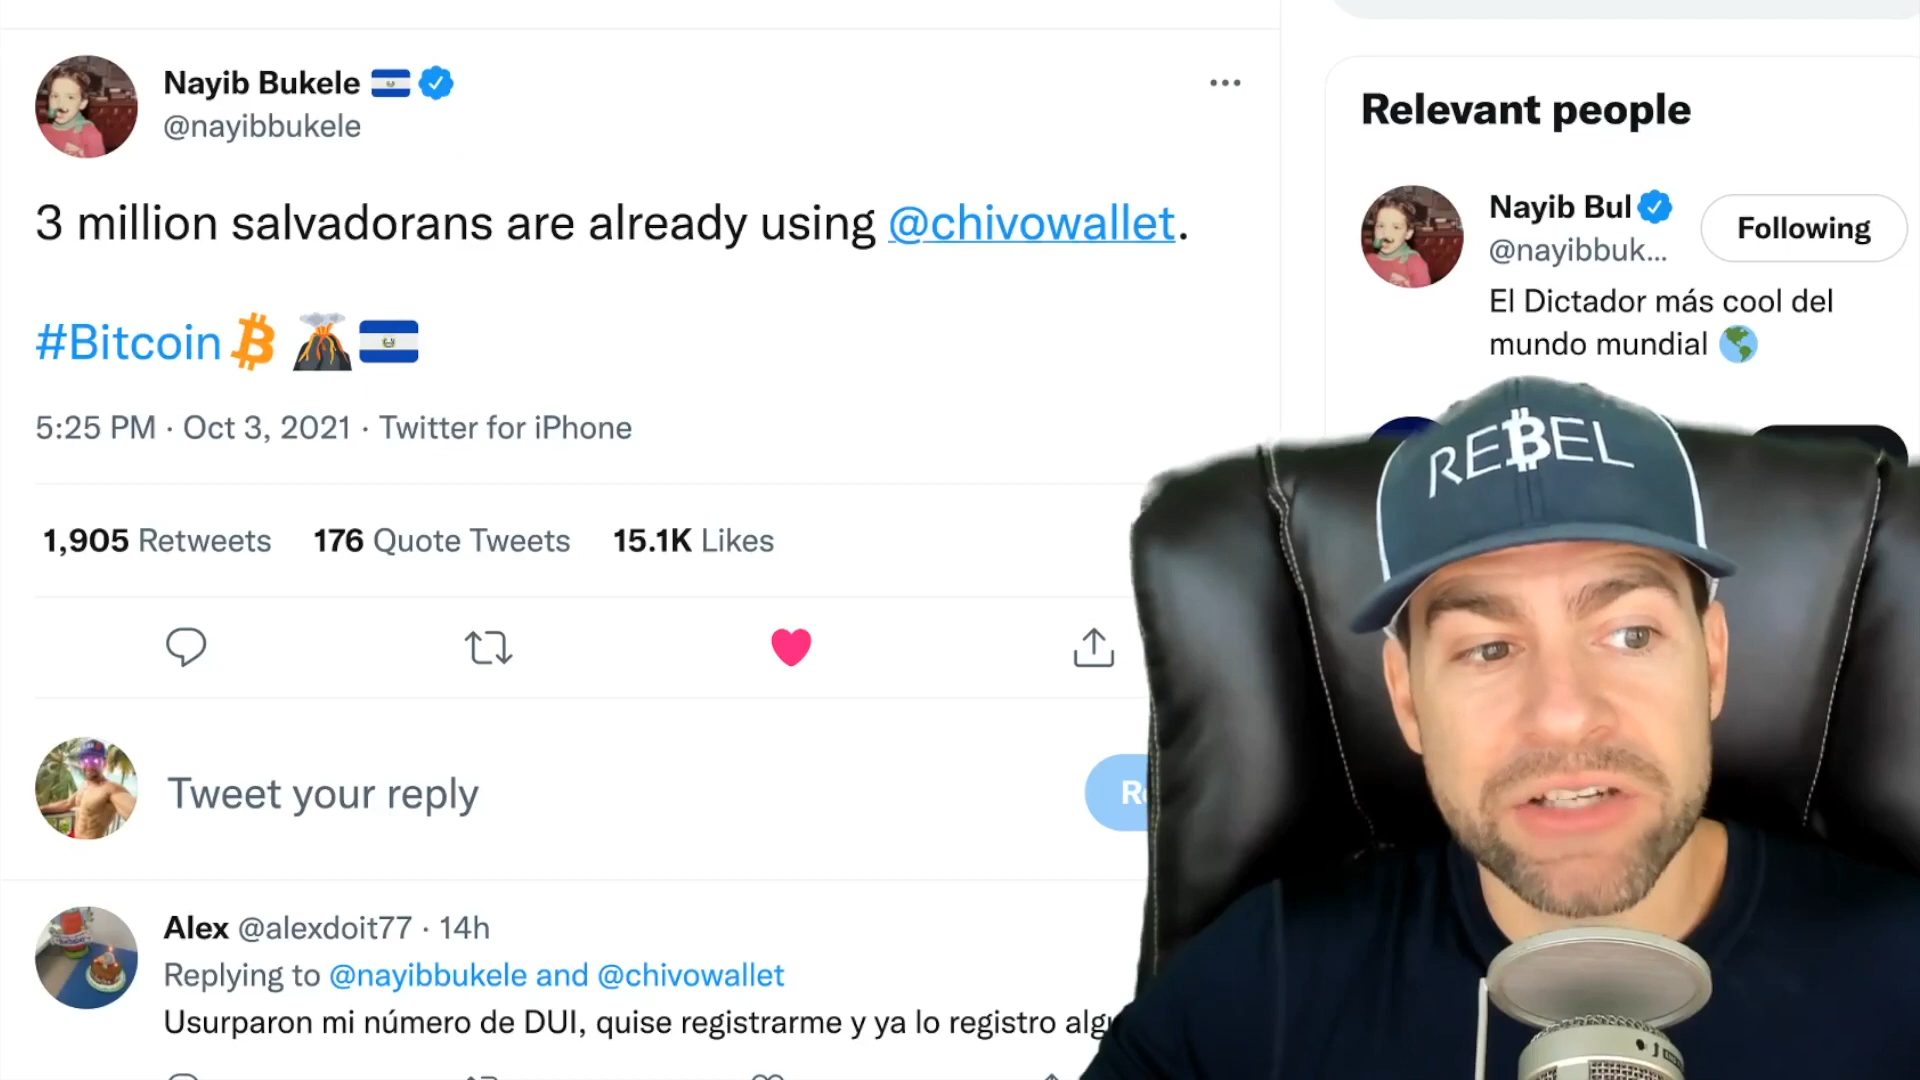 Nayib Bukele
@nayibbukele
3 million salvadorans are already using @chivowallet.
#Bitcoin
5:25 PM · Oct 3, 2021 · Twitter for iPhone
1,905 Retweets 176 Quote Tweets 15.1K Likes
Tweet your reply
Alex @alexdoit77 · 14h
Replying to @nayibbukele and @chivowallet
Usurparon mi número de DUI, quise registrarme y ya lo registro
Relevant people
Nayib Bul
@nayibbuk...
Following
El Dictador más cool del
mundo mundial
REBEL